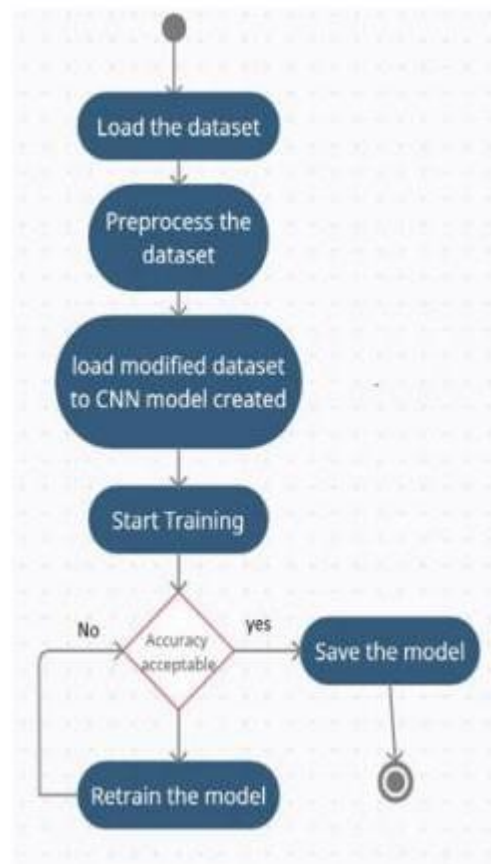 Load the dataset
Preprocess the
dataset
load modified dataset
to CNN model created
Start Training
No
Accuracy
acceptable
yes
Save the model
Retrain the model